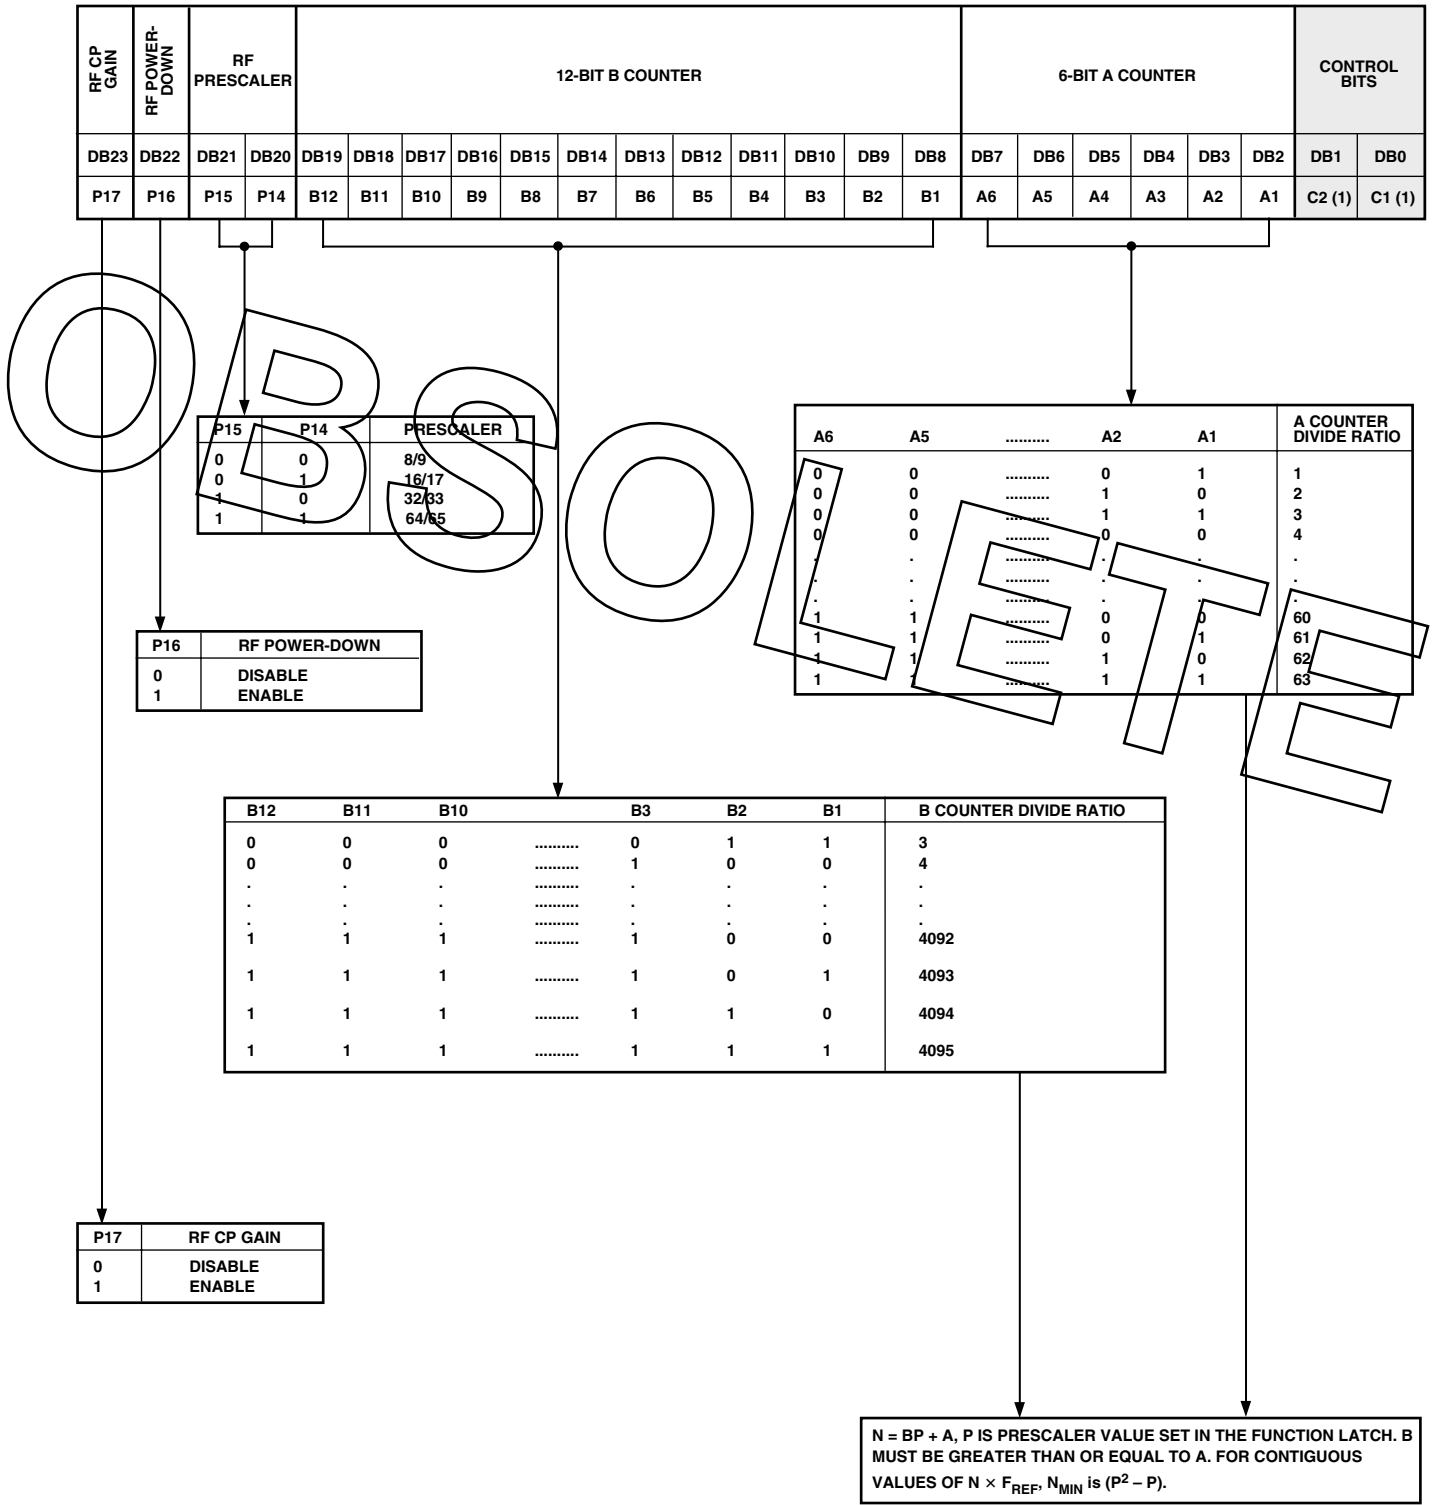 RF CP GAIN
RF POWER-DOWN
RF PRESCALER
12-BIT B COUNTER
6-BIT A COUNTER
CONTROL BITS
DB23 DB22 DB21 DB20 DB19 DB18 DB17 DB16 DB15 DB14 DB13 DB12 DB11 DB10 DB9 DB8 DB7 DB6 DB5 DB4 DB3 DB2 DB1 DB0
P17 P16 P15 P14 B12 B11 B10 B9 B8 B7 B6 B5 B4 B3 B2 B1 A6 A5 A4 A3 A2 A1 C2 (1) C1 (1)
OBSOLETE
P15 P14 PRESCALER
0 0 8/9
0 1 16/17
1 0 32/33
1 1 64/65
A6 A5 .......... A2 A1 A COUNTER DIVIDE RATIO
0 0 .......... 0 1 1
0 0 .......... 1 0 2
0 0 .......... 1 1 3
0 0 .......... 0 0 4
. . .......... . . .
. . .......... . . .
. . .......... . . .
1 1 .......... 0 0 60
1 1 .......... 0 1 61
1 1 .......... 1 0 62
1 1 .......... 1 1 63
P16 RF POWER-DOWN
0 DISABLE
1 ENABLE
B12 B11 B10 B3 B2 B1 B COUNTER DIVIDE RATIO
0 0 0 .......... 0 1 1 3
0 0 0 .......... 1 0 0 4
. . . .......... . . . .
. . . .......... . . . .
. . . .......... . . . .
1 1 1 .......... 1 0 0 4092
1 1 1 .......... 1 0 1 4093
1 1 1 .......... 1 1 0 4094
1 1 1 .......... 1 1 1 4095
P17 RF CP GAIN
0 DISABLE
1 ENABLE
N = BP + A, P IS PRESCALER VALUE SET IN THE FUNCTION LATCH. B
MUST BE GREATER THAN OR EQUAL TO A. FOR CONTIGUOUS
VALUES OF N × FREF, NMIN is (P² – P).